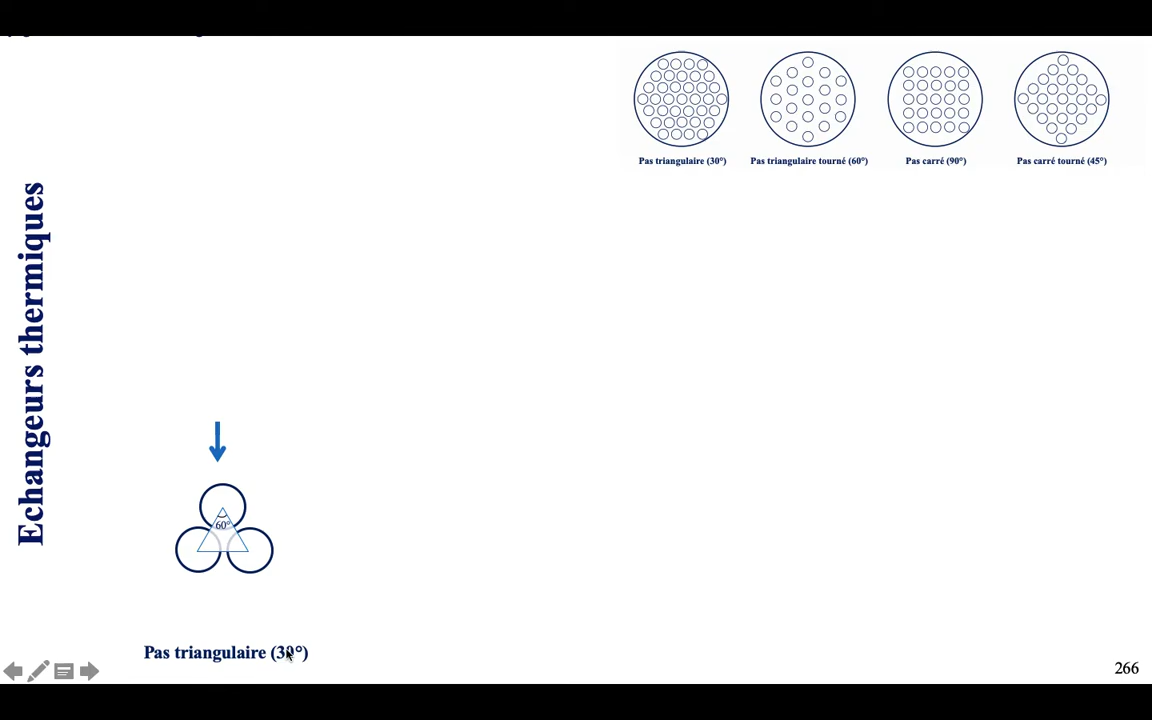 Pas triangulaire (30°)
Pas triangulaire tourné (60°)
Pas carré (90°)
Pas carré tourné (45°)
Echangeurs thermiques
60°
Pas triangulaire (30°)
266